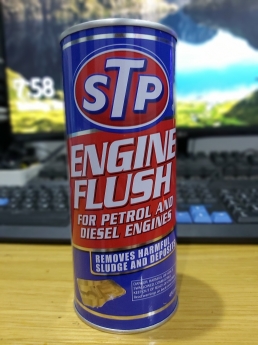 7:58
STP
ENGINE
FLUSH
FOR PETROL AND
DIESEL ENGINES
REMOVES HARMFUL
SLUDGE AND DEPOSITS